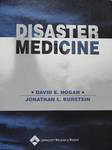 DISASTER
MEDICINE
• DAVID E. HOGAN •
JONATHAN L. BURSTEIN